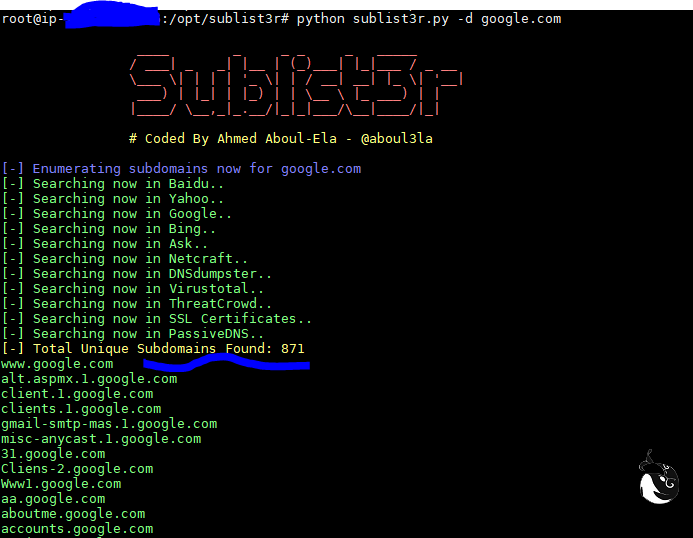 root@ip- :/opt/sublist3r# python sublist3r.py -d google.com
Sublist3r
# Coded By Ahmed Aboul-Ela - @aboul3la
[-] Enumerating subdomains now for google.com
[-] Searching now in Baidu..
[-] Searching now in Yahoo..
[-] Searching now in Google..
[-] Searching now in Bing..
[-] Searching now in Ask..
[-] Searching now in Netcraft..
[-] Searching now in DNSdumpster..
[-] Searching now in Virustotal..
[-] Searching now in ThreatCrowd..
[-] Searching now in SSL Certificates..
[-] Searching now in PassiveDNS..
[-] Total Unique Subdomains Found: 871
www.google.com
alt.aspmx.1.google.com
client.1.google.com
clients.1.google.com
gmail-smtp-mas.1.google.com
misc-anycast.1.google.com
31.google.com
Cliens-2.google.com
Www1.google.com
aa.google.com
aboutme.google.com
accounts.google.com